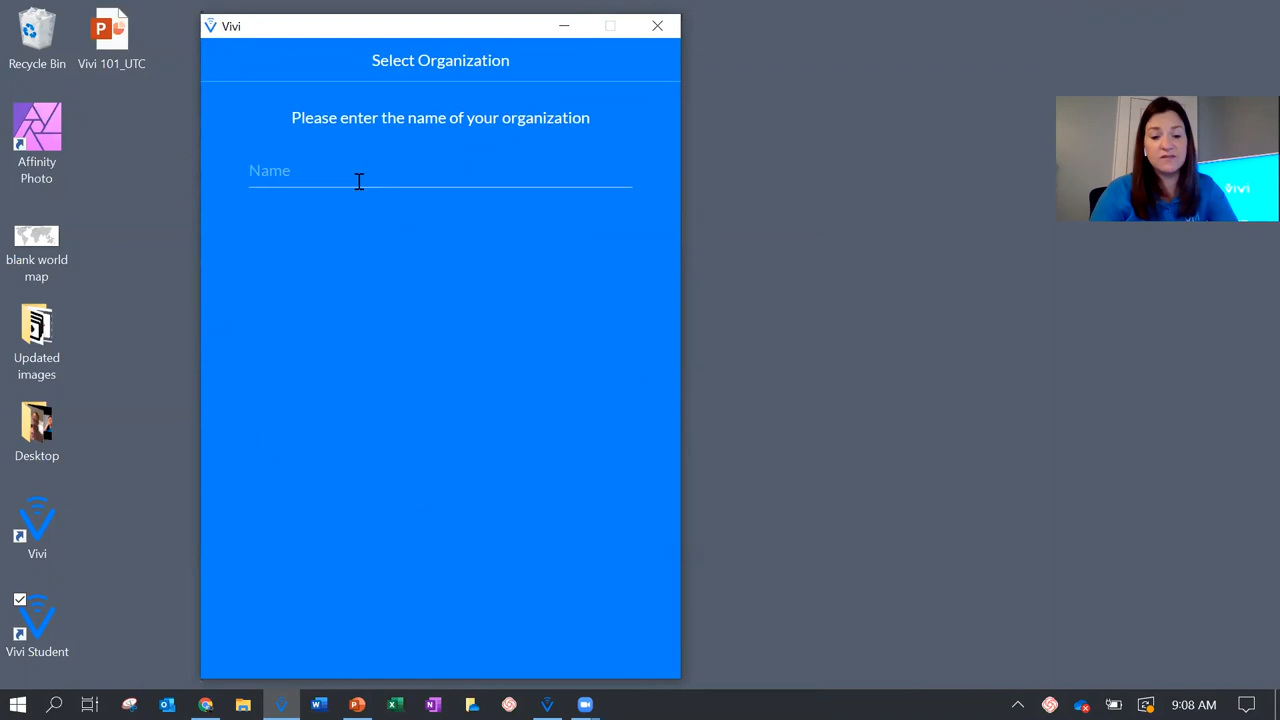 Recycle Bin
Vivi 101_UTC
Affinity
Photo
blank world
map
Updated
images
Desktop
Vivi
Vivi Student
Vivi
Select Organization
Please enter the name of your organization
Name
vivi
9:08 AM